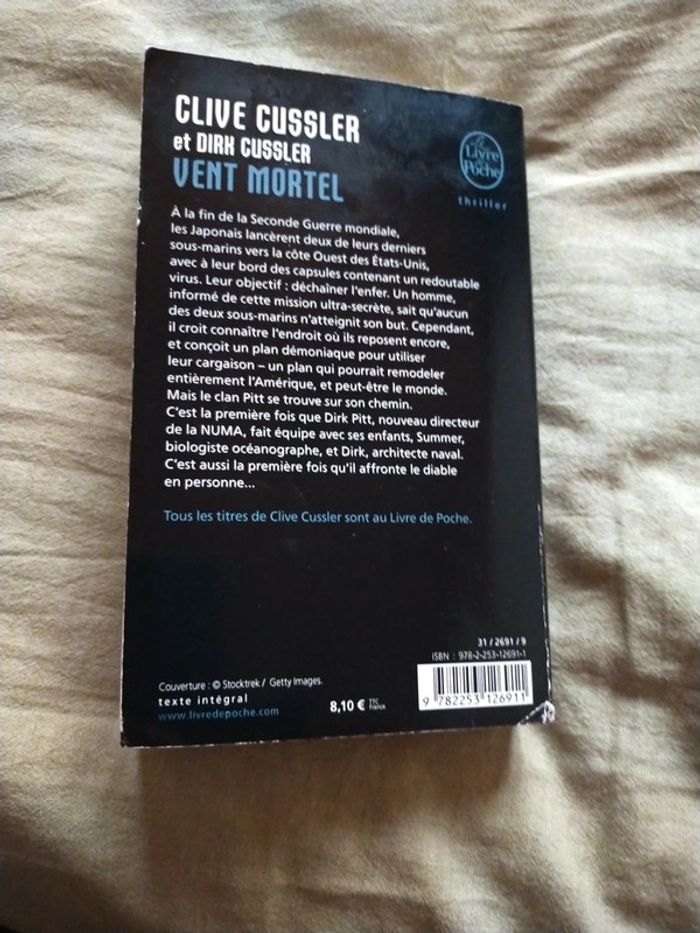 CLIVE CUSSLER
et DIRK CUSSLER
VENT MORTEL
Le
Livre
de
Poche
thriller
À la fin de la Seconde Guerre mondiale,
les Japonais lancèrent deux de leurs derniers
sous-marins vers la côte Ouest des États-Unis,
avec à leur bord des capsules contenant un redoutable
virus. Leur objectif : déchaîner l'enfer. Un homme,
informé de cette mission ultra-secrète, sait qu'aucun
des deux sous-marins n'atteignit son but. Cependant,
il croit connaître l'endroit où ils reposent encore,
et conçoit un plan démoniaque pour utiliser
leur cargaison – un plan qui pourrait remodeler
entièrement l'Amérique, et peut-être le monde.
Mais le clan Pitt se trouve sur son chemin.
C'est la première fois que Dirk Pitt, nouveau directeur
de la NUMA, fait équipe avec ses enfants, Summer,
biologiste océanographe, et Dirk, architecte naval.
C'est aussi la première fois qu'il affronte le diable
en personne...
Tous les titres de Clive Cussler sont au Livre de Poche.
31 / 2691 / 9
ISBN : 978-2-253-12691-1
9 782253 126911
Couverture : © Stocktrek / Getty Images.
texte intégral
www.livredepoche.com
8,10 € TTC
France